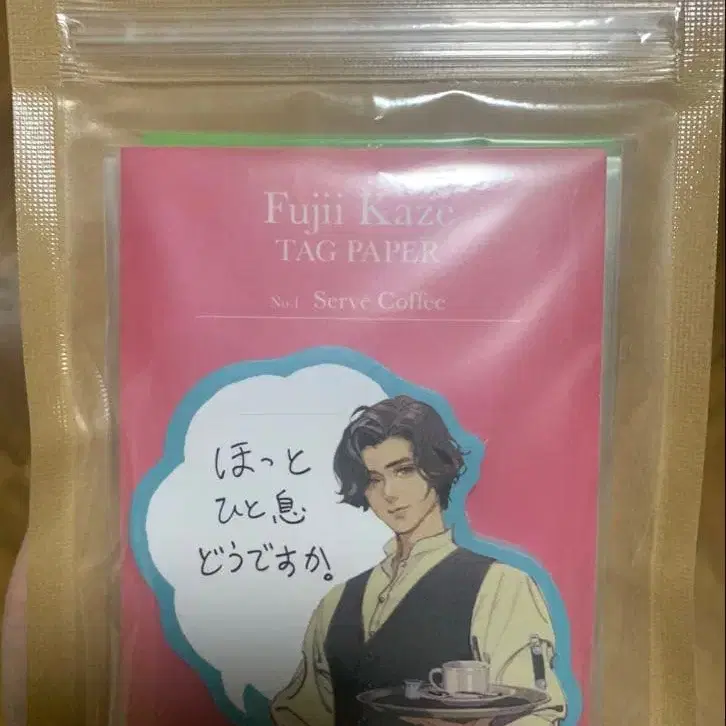 Fujii Kaze
TAG PAPER
No.1 Serve Coffee
ほっと
ひと息
どうですか。